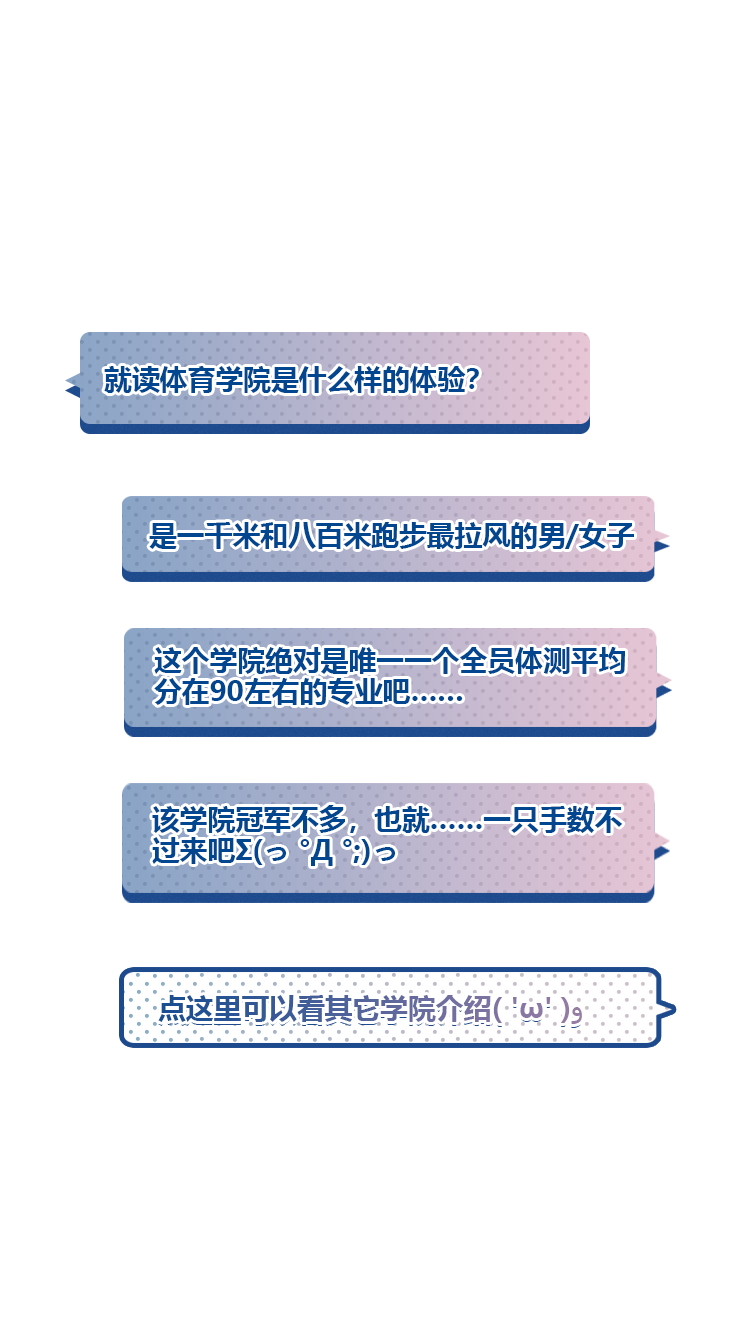 就读体育学院是什么样的体验?
是一千米和八百米跑步最拉风的男/女子
这个学院绝对是唯一一个全员体测平均
分在90左右的专业吧……
该学院冠军不多，也就……一只手数不
过来吧Σ(っ °Д °;)っ
点这里可以看其它学院介绍( 'ω' )و